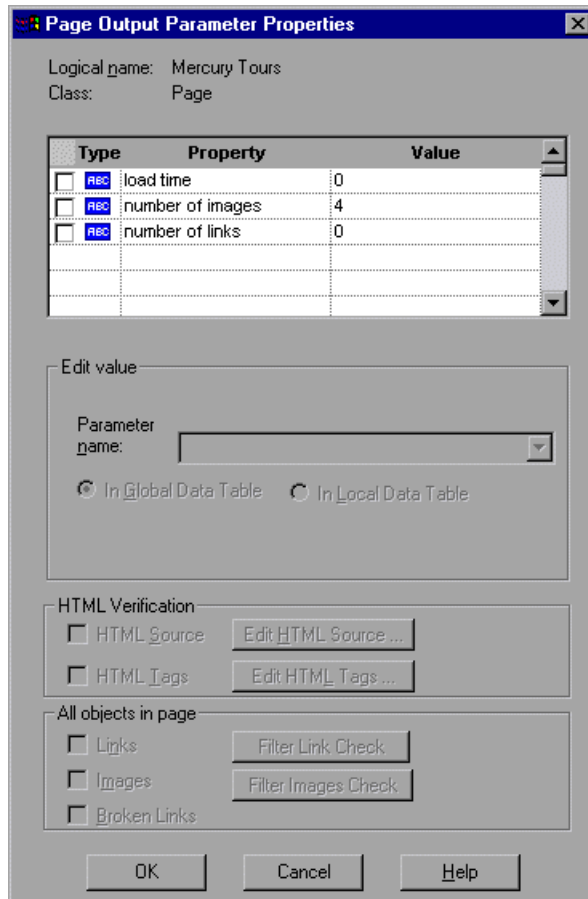 Page Output Parameter Properties
Logical name: Mercury Tours
Class: Page
Type Property Value
ABC load time 0
ABC number of images 4
ABC number of links 0
Edit value
Parameter
name:
In Global Data Table In Local Data Table
HTML Verification
HTML Source Edit HTML Source ...
HTML Tags Edit HTML Tags ...
All objects in page
Links Filter Link Check
Images Filter Images Check
Broken Links
OK Cancel Help